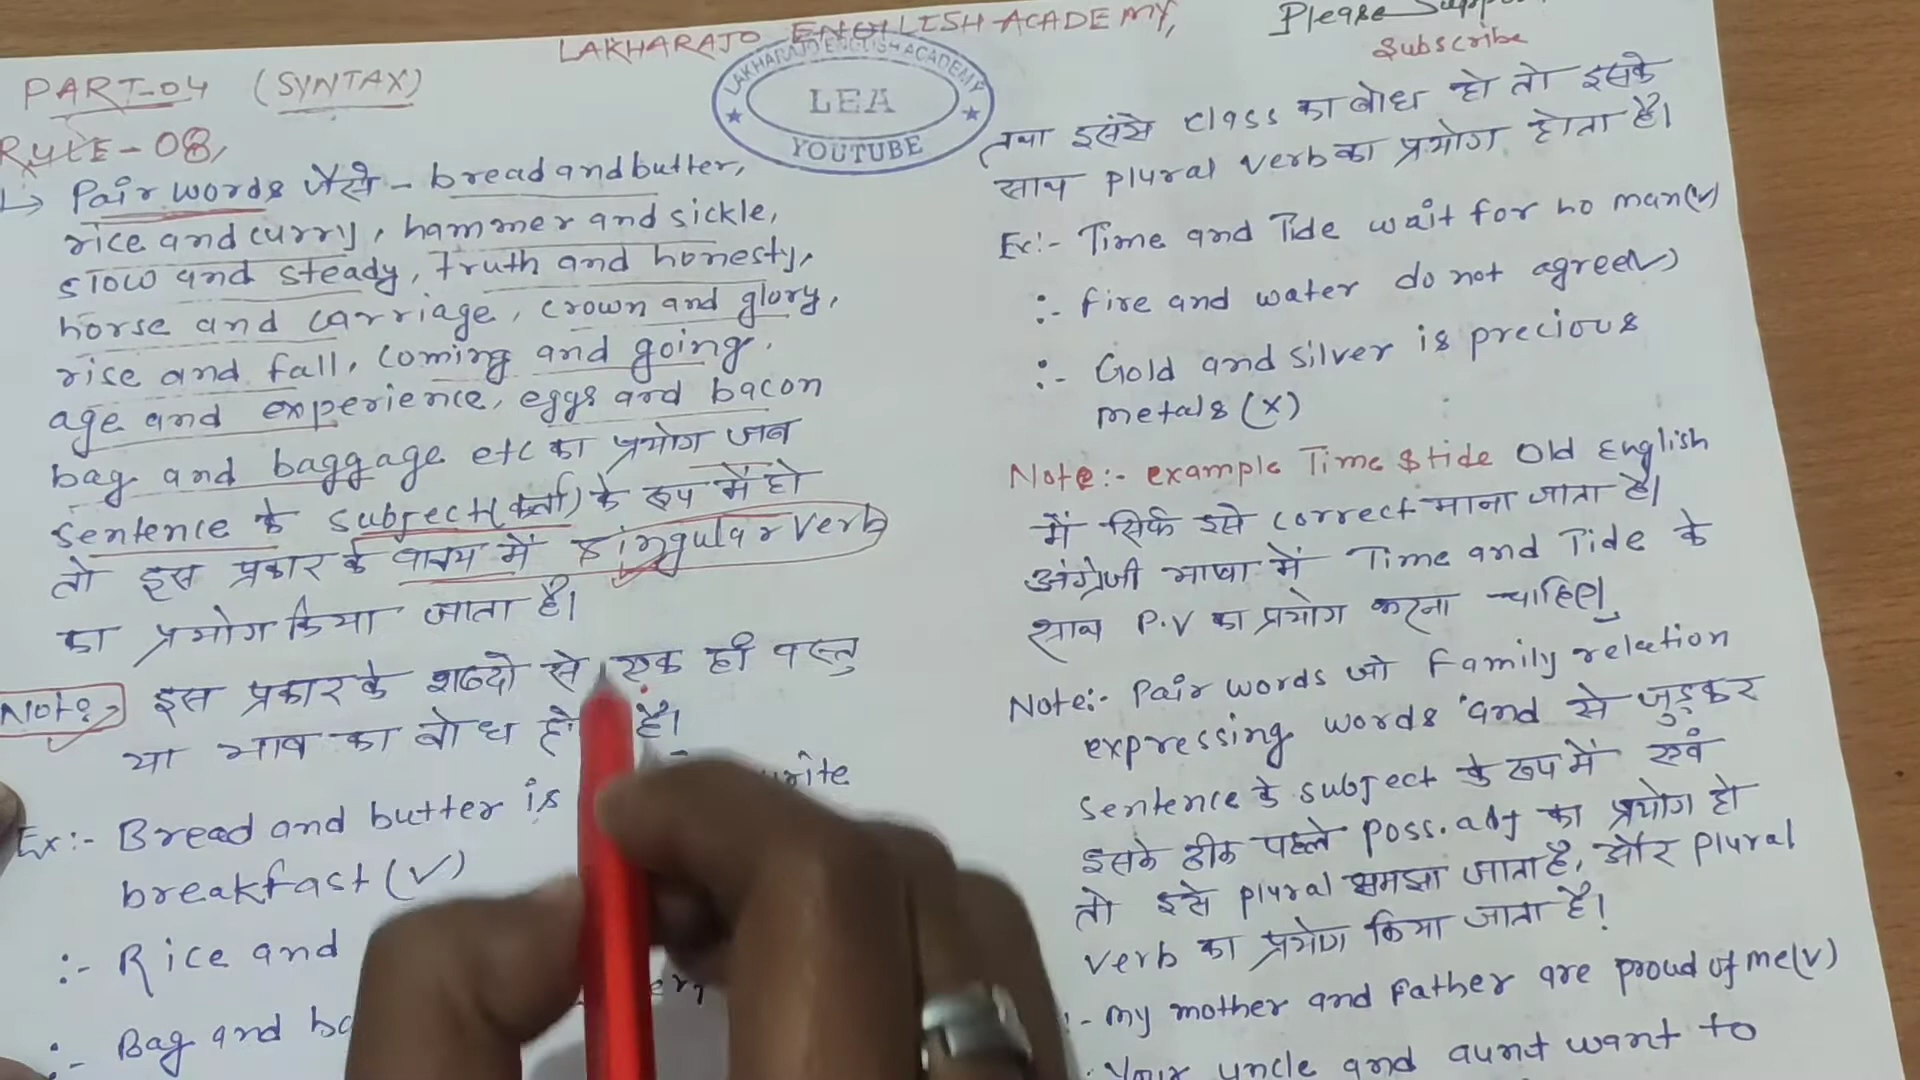 LAKHARAJO ENGLISH ACADEMY,
Please Supp
Subscribe
LAKHARAJO ENGLISH ACADEMY
LEA
YOUTUBE
PART-04 (SYNTAX)
RULE-08,
Pair words जैसे - bread and butter,
rice and curry, hammer and sickle,
slow and steady, truth and honesty,
horse and carriage, crown and glory,
rise and fall, coming and going,
age and experience, eggs and bacon
bag and baggage etc का प्रयोग जब
sentence के subject(कर्ता) के रूप में हो
तो इस प्रकार के वाक्य में singular verb
का प्रयोग किया जाता है।
Note:- इस प्रकार के शब्दो से एक ही वस्तु
या भाव का बोध हो है।
Ex:- Bread and butter is
breakfast (✓)
:- Rice and
:- Bag and ba
तथा इससे class का बोध हो तो इसके
साथ plural verb का प्रयोग होता है।
Ex:- Time and Tide wait for no man(✓)
:- fire and water do not agree(✓)
:- Gold and silver is precious
metals (X)
Note:- example Time & tide old English
में सिर्फ इसे correct माना जाता है।
अंग्रेजी भाषा में Time and Tide के
साथ P.V का प्रयोग करना चाहिए,
Note:- Pair words जो family relation
expressing words 'and से जुड़कर
sentence के subject के रूप में एवं
इसके ठीक पहले poss. adj का प्रयोग हो
तो इसे plural समझा जाता है, और plural
verb का प्रयोग किया जाता है!
:- my mother and father are proud of me(✓)
Your uncle and aunt want to